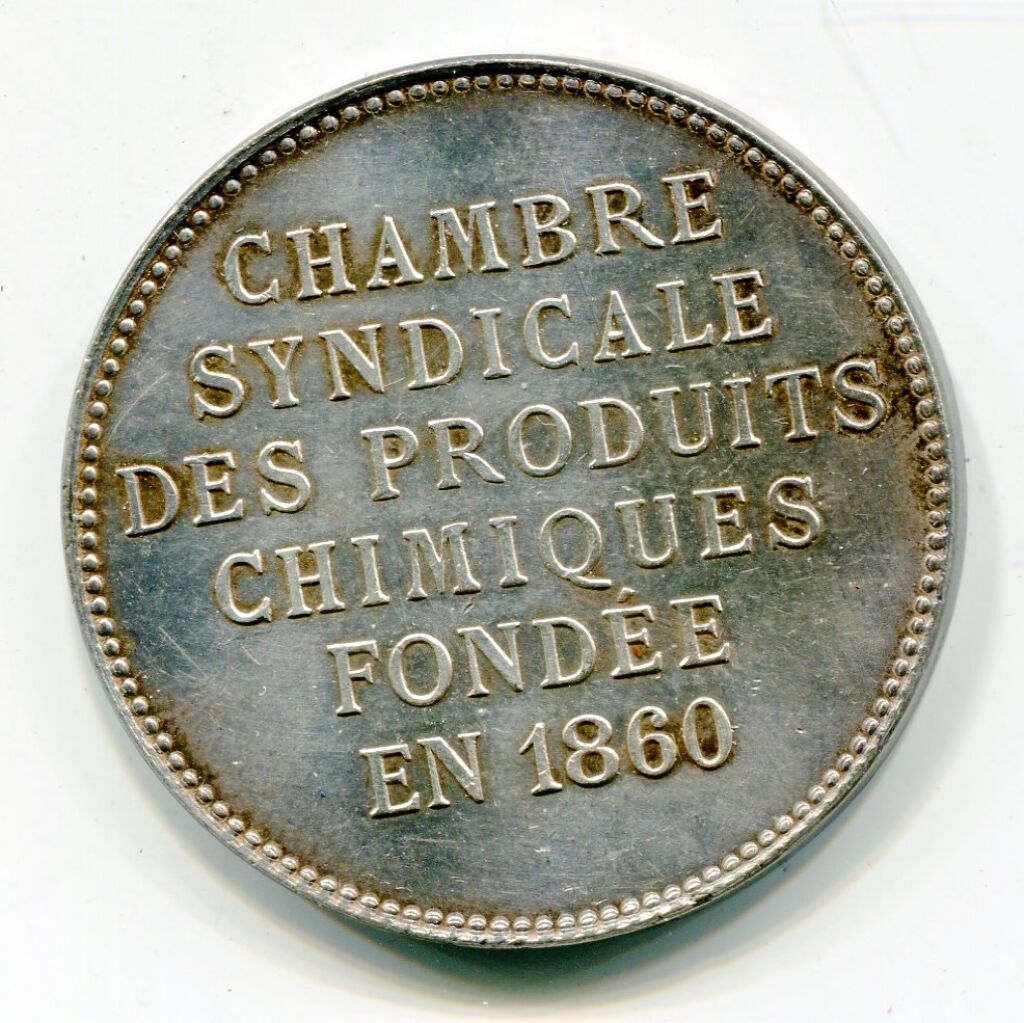 CHAMBRE
SYNDICALE
DES PRODUITS
CHIMIQUES
FONDÉE
EN 1860